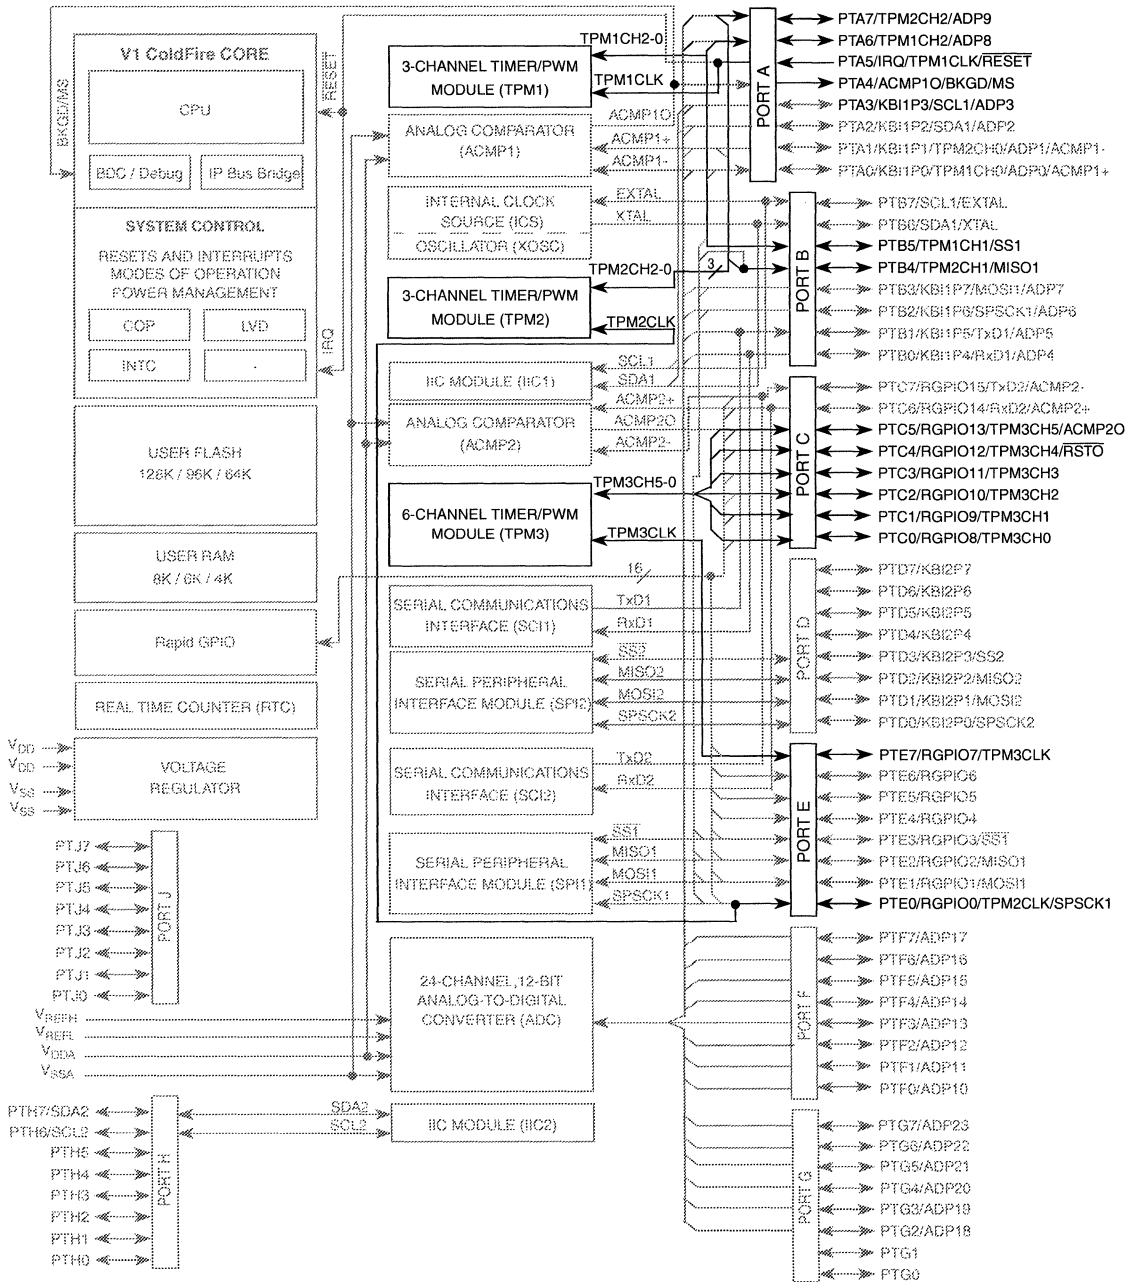 V1 ColdFire CORE
CPU
BDC / Debug
IP Bus Bridge
SYSTEM CONTROL
RESETS AND INTERRUPTS
MODES OF OPERATION
POWER MANAGEMENT
COP
LVD
INTC
-
BKGD/MS
RESET
IRQ
USER FLASH
128K / 96K / 64K
USER RAM
8K / 6K / 4K
Rapid GPIO
REAL TIME COUNTER (RTC)
VOLTAGE
REGULATOR
VDD
VDD
VSS
VSS
PTJ7
PTJ6
PTJ5
PTJ4
PTJ3
PTJ2
PTJ1
PTJ0
PORT J
VREFH
VREFL
VDDA
VSSA
PTH7/SDA2
PTH6/SCL2
PTH5
PTH4
PTH3
PTH2
PTH1
PTH0
PORT H
3-CHANNEL TIMER/PWM
MODULE (TPM1)
TPM1CH2-0
TPM1CLK
ANALOG COMPARATOR
(ACMP1)
ACMP1O
ACMP1+
ACMP1-
INTERNAL CLOCK
SOURCE (ICS)
OSCILLATOR (XOSC)
EXTAL
XTAL
3-CHANNEL TIMER/PWM
MODULE (TPM2)
TPM2CH2-0
3
TPM2CLK
IIC MODULE (IIC1)
SCL1
SDA1
ANALOG COMPARATOR
(ACMP2)
ACMP2+
ACMP2O
ACMP2-
6-CHANNEL TIMER/PWM
MODULE (TPM3)
TPM3CH5-0
TPM3CLK
16
SERIAL COMMUNICATIONS
INTERFACE (SCI1)
TxD1
RxD1
SERIAL PERIPHERAL
INTERFACE MODULE (SPI2)
SS2
MISO2
MOSI2
SPSCK2
SERIAL COMMUNICATIONS
INTERFACE (SCI2)
TxD2
RxD2
SERIAL PERIPHERAL
INTERFACE MODULE (SPI1)
SS1
MISO1
MOSI1
SPSCK1
24-CHANNEL,12-BIT
ANALOG-TO-DIGITAL
CONVERTER (ADC)
IIC MODULE (IIC2)
SDA2
SCL2
PORT A
PTA7/TPM2CH2/ADP9
PTA6/TPM1CH2/ADP8
PTA5/IRQ/TPM1CLK/RESET
PTA4/ACMP1O/BKGD/MS
PTA3/KBI1P3/SCL1/ADP3
PTA2/KBI1P2/SDA1/ADP2
PTA1/KBI1P1/TPM2CH0/ADP1/ACMP1-
PTA0/KBI1P0/TPM1CH0/ADP0/ACMP1+
PORT B
PTB7/SCL1/EXTAL
PTB6/SDA1/XTAL
PTB5/TPM1CH1/SS1
PTB4/TPM2CH1/MISO1
PTB3/KBI1P7/MOSI1/ADP7
PTB2/KBI1P6/SPSCK1/ADP6
PTB1/KBI1P5/TxD1/ADP5
PTB0/KBI1P4/RxD1/ADP4
PORT C
PTC7/RGPIO15/TxD2/ACMP2-
PTC6/RGPIO14/RxD2/ACMP2+
PTC5/RGPIO13/TPM3CH5/ACMP2O
PTC4/RGPIO12/TPM3CH4/RSTO
PTC3/RGPIO11/TPM3CH3
PTC2/RGPIO10/TPM3CH2
PTC1/RGPIO9/TPM3CH1
PTC0/RGPIO8/TPM3CH0
PORT D
PTD7/KBI2P7
PTD6/KBI2P6
PTD5/KBI2P5
PTD4/KBI2P4
PTD3/KBI2P3/SS2
PTD2/KBI2P2/MISO2
PTD1/KBI2P1/MOSI2
PTD0/KBI2P0/SPSCK2
PORT E
PTE7/RGPIO7/TPM3CLK
PTE6/RGPIO6
PTE5/RGPIO5
PTE4/RGPIO4
PTE3/RGPIO3/SS1
PTE2/RGPIO2/MISO1
PTE1/RGPIO1/MOSI1
PTE0/RGPIO0/TPM2CLK/SPSCK1
PORT F
PTF7/ADP17
PTF6/ADP16
PTF5/ADP15
PTF4/ADP14
PTF3/ADP13
PTF2/ADP12
PTF1/ADP11
PTF0/ADP10
PORT G
PTG7/ADP23
PTG6/ADP22
PTG5/ADP21
PTG4/ADP20
PTG3/ADP19
PTG2/ADP18
PTG1
PTG0